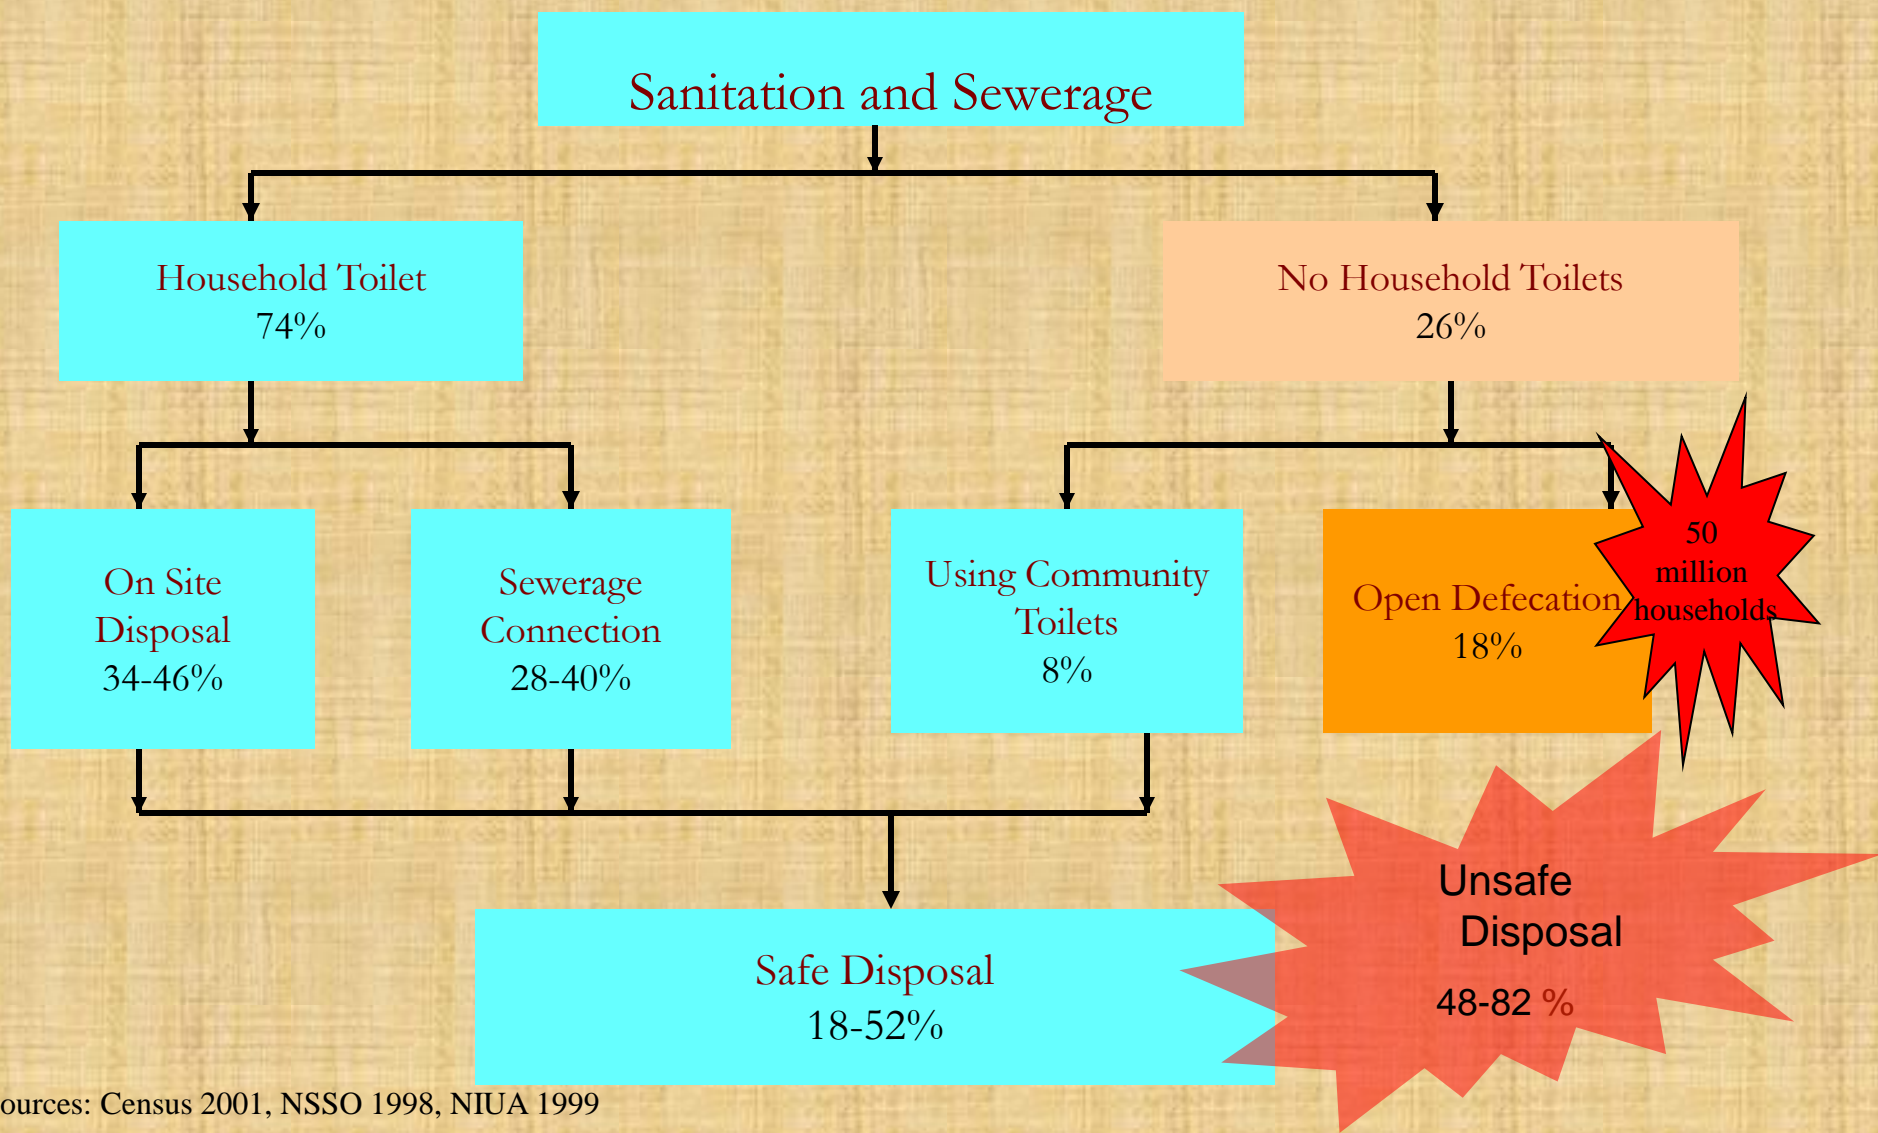 Sanitation and Sewerage
Household Toilet
74%
No Household Toilets
26%
On Site
Disposal
34-46%
Sewerage
Connection
28-40%
Using Community
Toilets
8%
Open Defecation
18%
50
million
households
Safe Disposal
18-52%
Unsafe
Disposal
48-82 %
ources: Census 2001, NSSO 1998, NIUA 1999